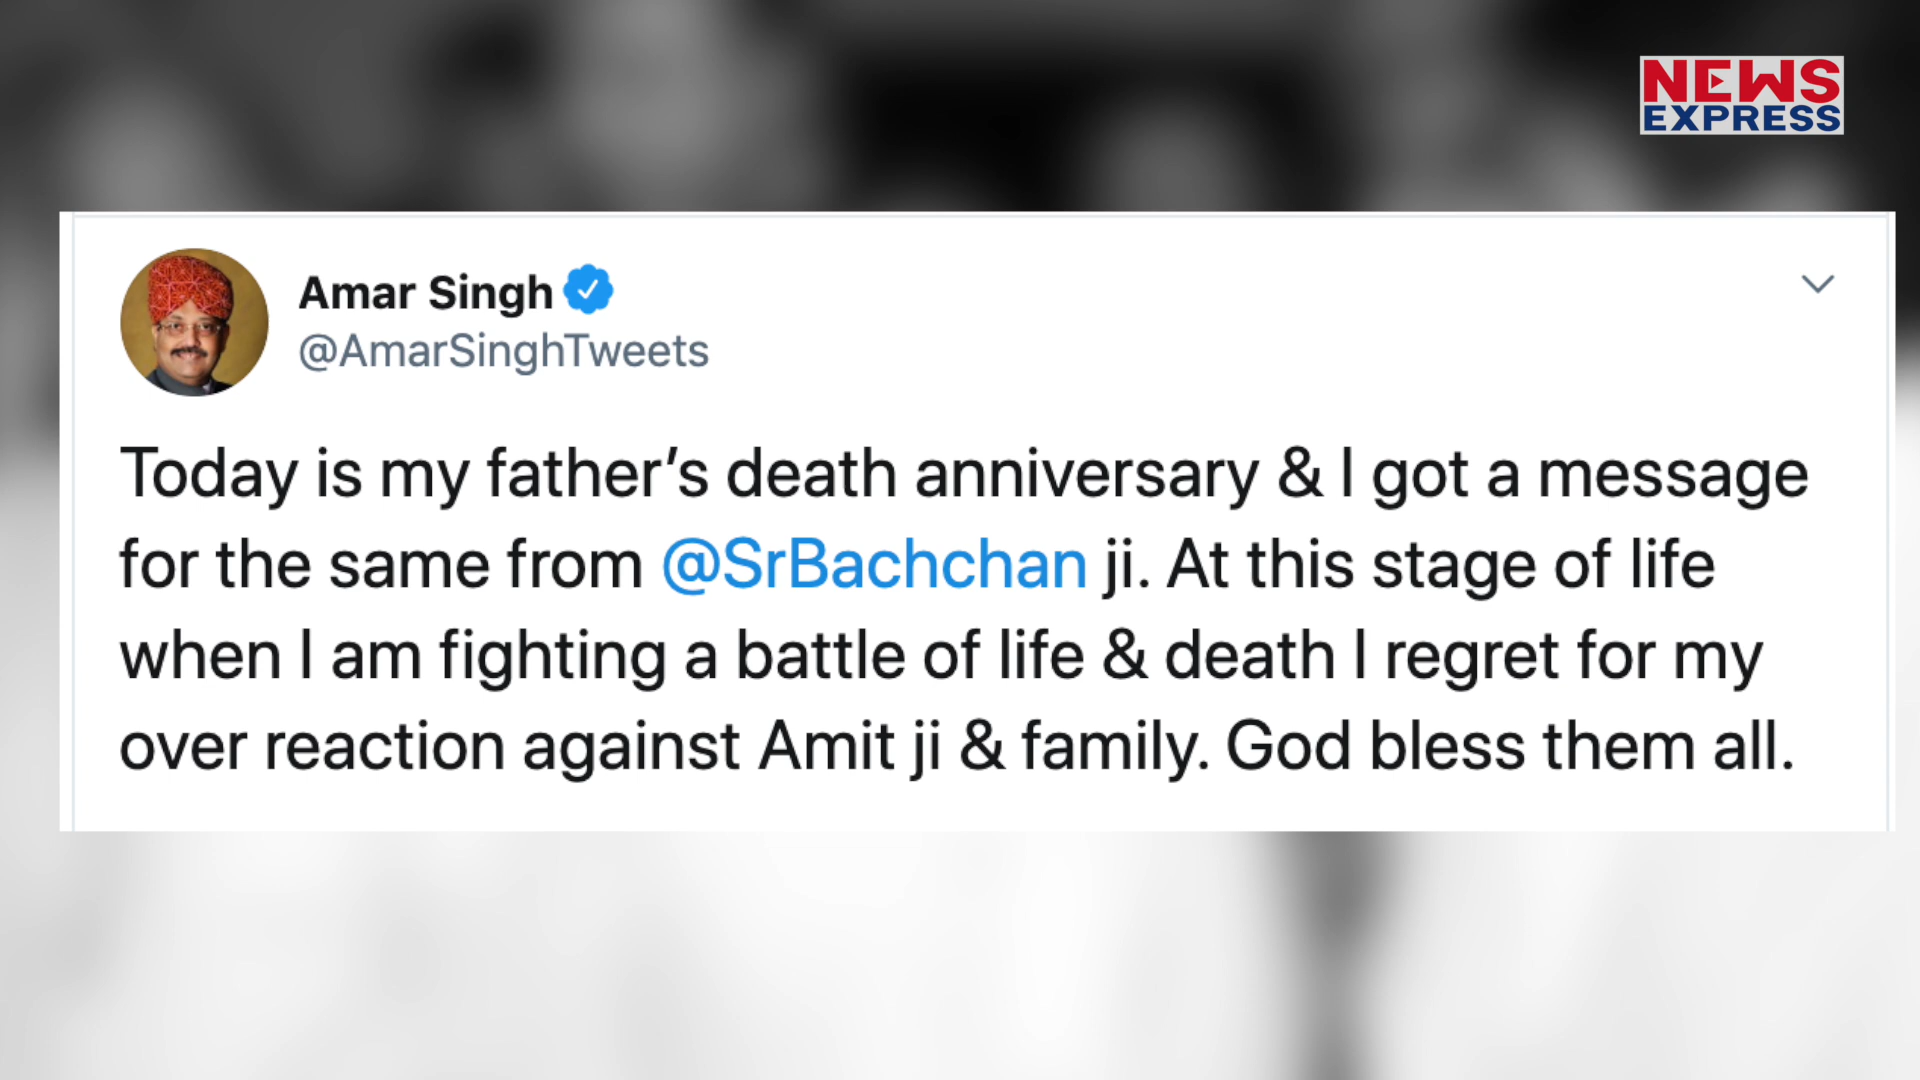 NEWS
EXPRESS
Amar Singh
@AmarSinghTweets
Today is my father’s death anniversary & I got a message
for the same from @SrBachchan ji. At this stage of life
when I am fighting a battle of life & death I regret for my
over reaction against Amit ji & family. God bless them all.